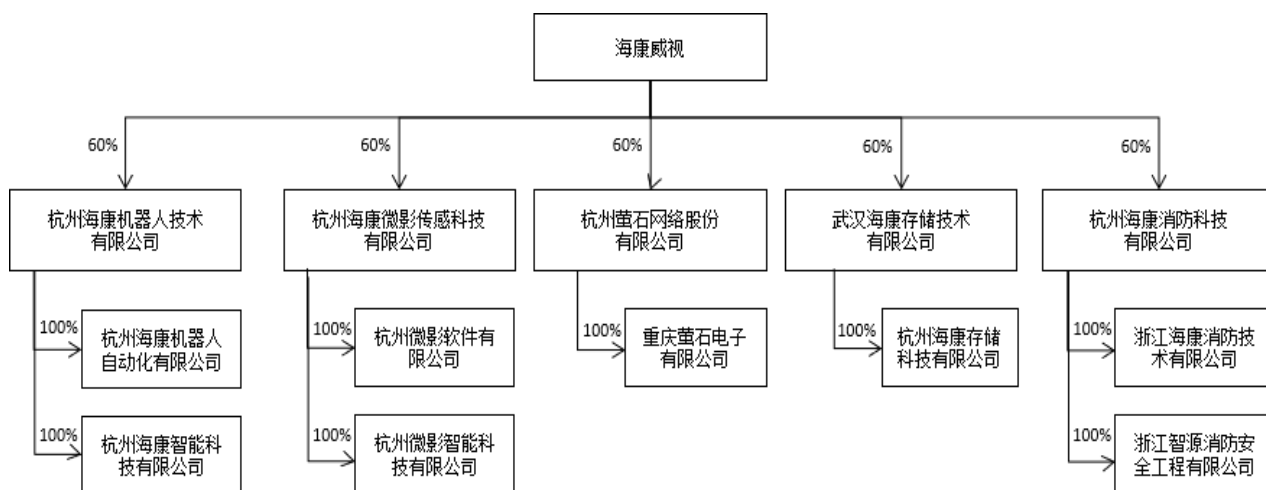 海康威视
60%
60%
60%
60%
60%
杭州海康机器人技术
有限公司
杭州海康微影传感科技
有限公司
杭州萤石网络股份
有限公司
武汉海康存储技术
有限公司
杭州海康消防科技
有限公司
100%
杭州海康机器人
自动化有限公司
100%
杭州微影软件有
限公司
100%
重庆萤石电子
有限公司
100%
杭州海康存储
科技有限公司
100%
浙江海康消防技
术有限公司
100%
杭州海康智能科
技有限公司
100%
杭州微影智能科
技有限公司
100%
浙江智源消防安
全工程有限公司